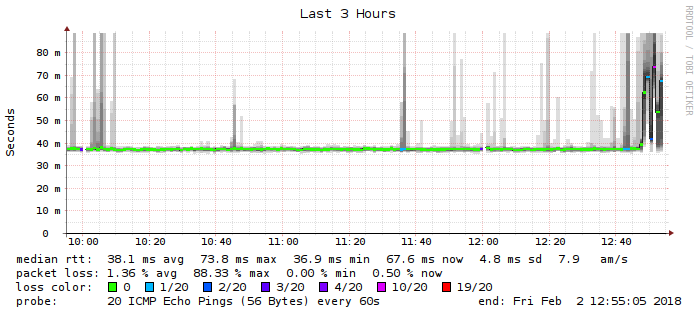 Last 3 Hours
RRDTOOL / TOBI OETIKER
Seconds
80 m
70 m
60 m
50 m
40 m
30 m
20 m
10 m
0
10:00 10:20 10:40 11:00 11:20 11:40 12:00 12:20 12:40
median rtt: 38.1 ms avg 73.8 ms max 36.9 ms min 67.6 ms now 4.8 ms sd 7.9 am/s
packet loss: 1.36 % avg 88.33 % max 0.00 % min 0.50 % now
loss color: 0 1/20 2/20 3/20 4/20 10/20 19/20
probe: 20 ICMP Echo Pings (56 Bytes) every 60s end: Fri Feb 2 12:55:05 2018